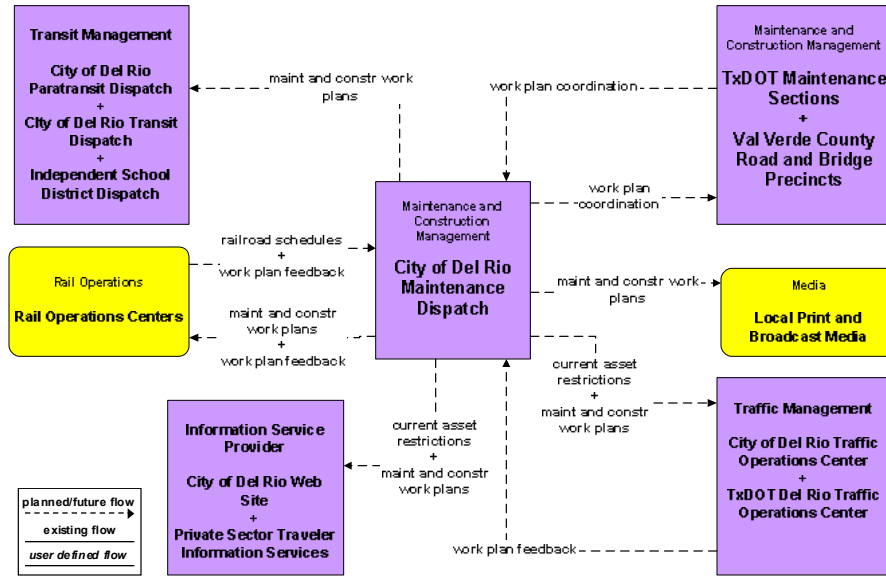 Transit Management
City of Del Rio
Paratransit Dispatch
+
CIty of Del Rio Transit
Dispatch
+
Independent School
District Dispatch
maint and constr work
plans
work plan coordination
Maintenance and
Construction Management
TxDOT Maintenance
Sections
+
Val Verde County
Road and Bridge
Precincts
work plan
coordination
Maintenance and
Construction
Management
City of Del Rio
Maintenance
Dispatch
railroad schedules
+
work plan feedback
Rail Operations
Rail Operations Centers
maint and constr
work plans
+
work plan feedback
maint and constr work
plans
Media
Local Print and
Broadcast Media
current asset
restrictions
+
maint and constr
work plans
Traffic Management
City of Del Rio Traffic
Operations Center
+
TxDOT Del Rio Traffic
Operations Center
Information Service
Provider
City of Del Rio Web
Site
+
Private Sector Traveler
Information Services
current asset
restrictions
+
maint and constr
work plans
work plan feedback
planned/future flow
existing flow
user defined flow